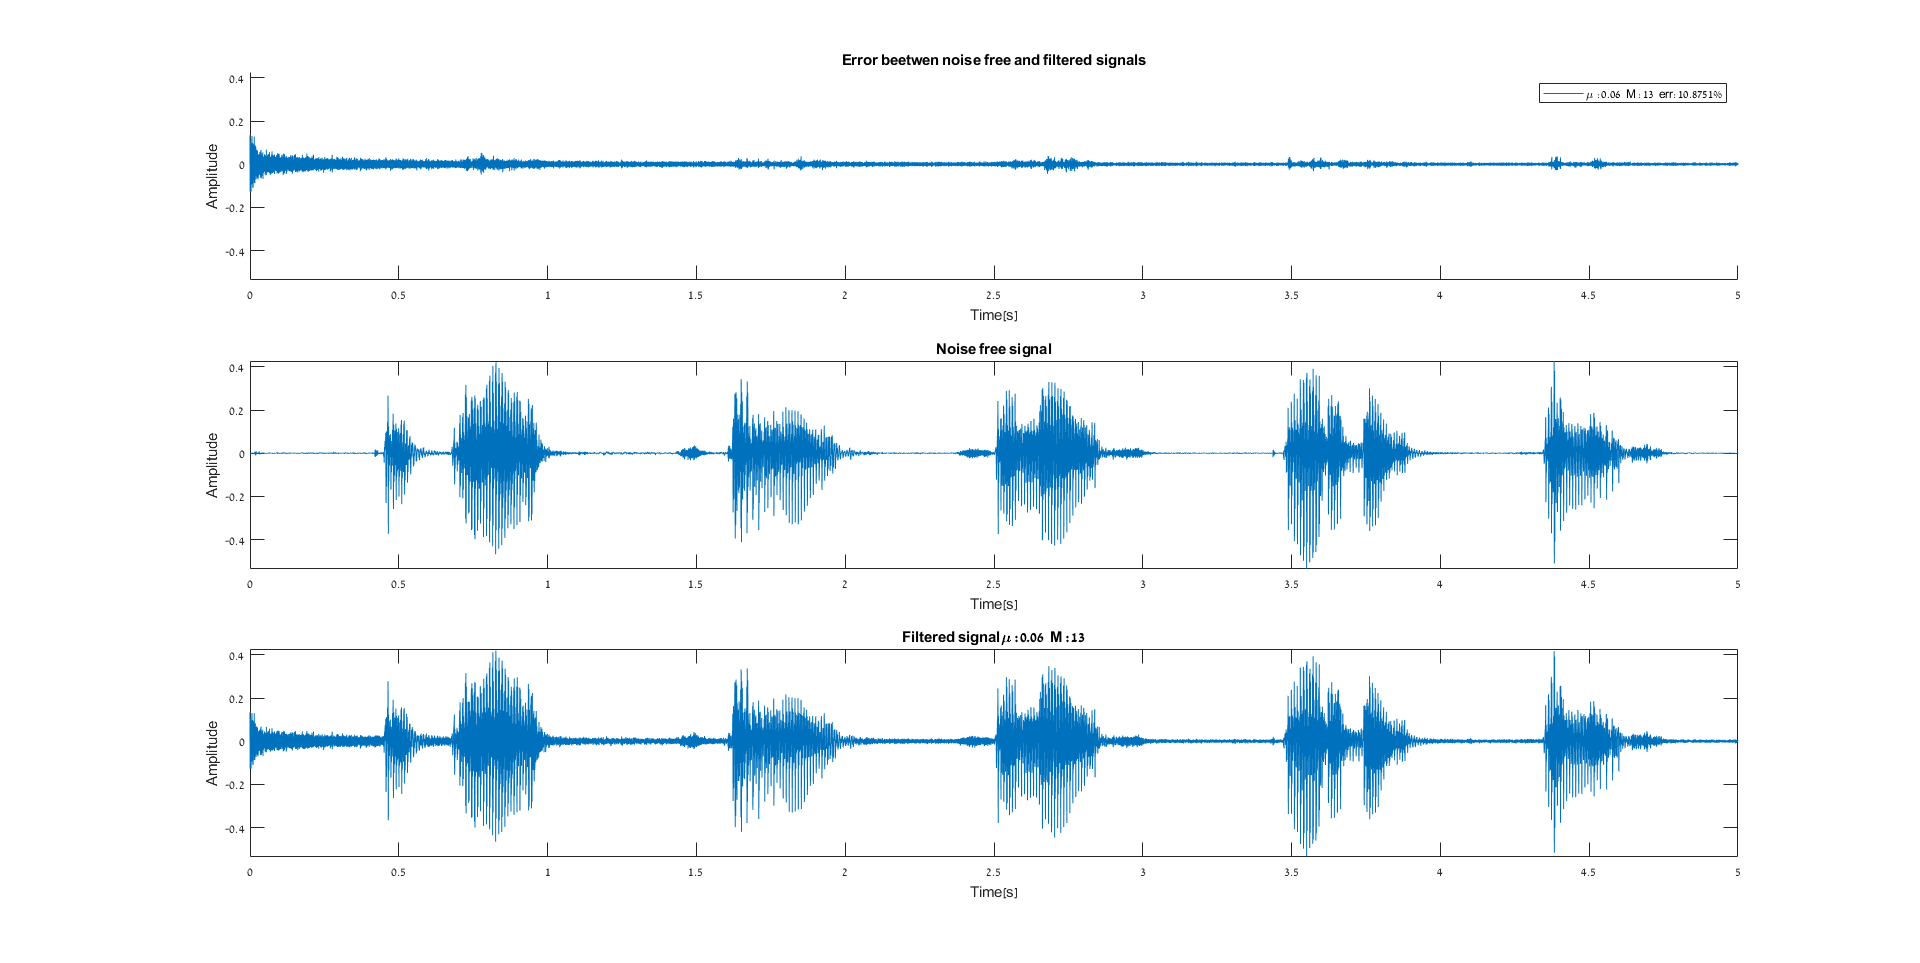 Error beetwen noise free and filtered signals
μ :0.06 M :13 err:10.8751%
Amplitude
0.4
0.2
0
-0.2
-0.4
0 0.5 1 1.5 2 2.5 3 3.5 4 4.5 5
Time[s]
Noise free signal
Amplitude
0.4
0.2
0
-0.2
-0.4
0 0.5 1 1.5 2 2.5 3 3.5 4 4.5 5
Time[s]
Filtered signal μ :0.06 M :13
Amplitude
0.4
0.2
0
-0.2
-0.4
0 0.5 1 1.5 2 2.5 3 3.5 4 4.5 5
Time[s]